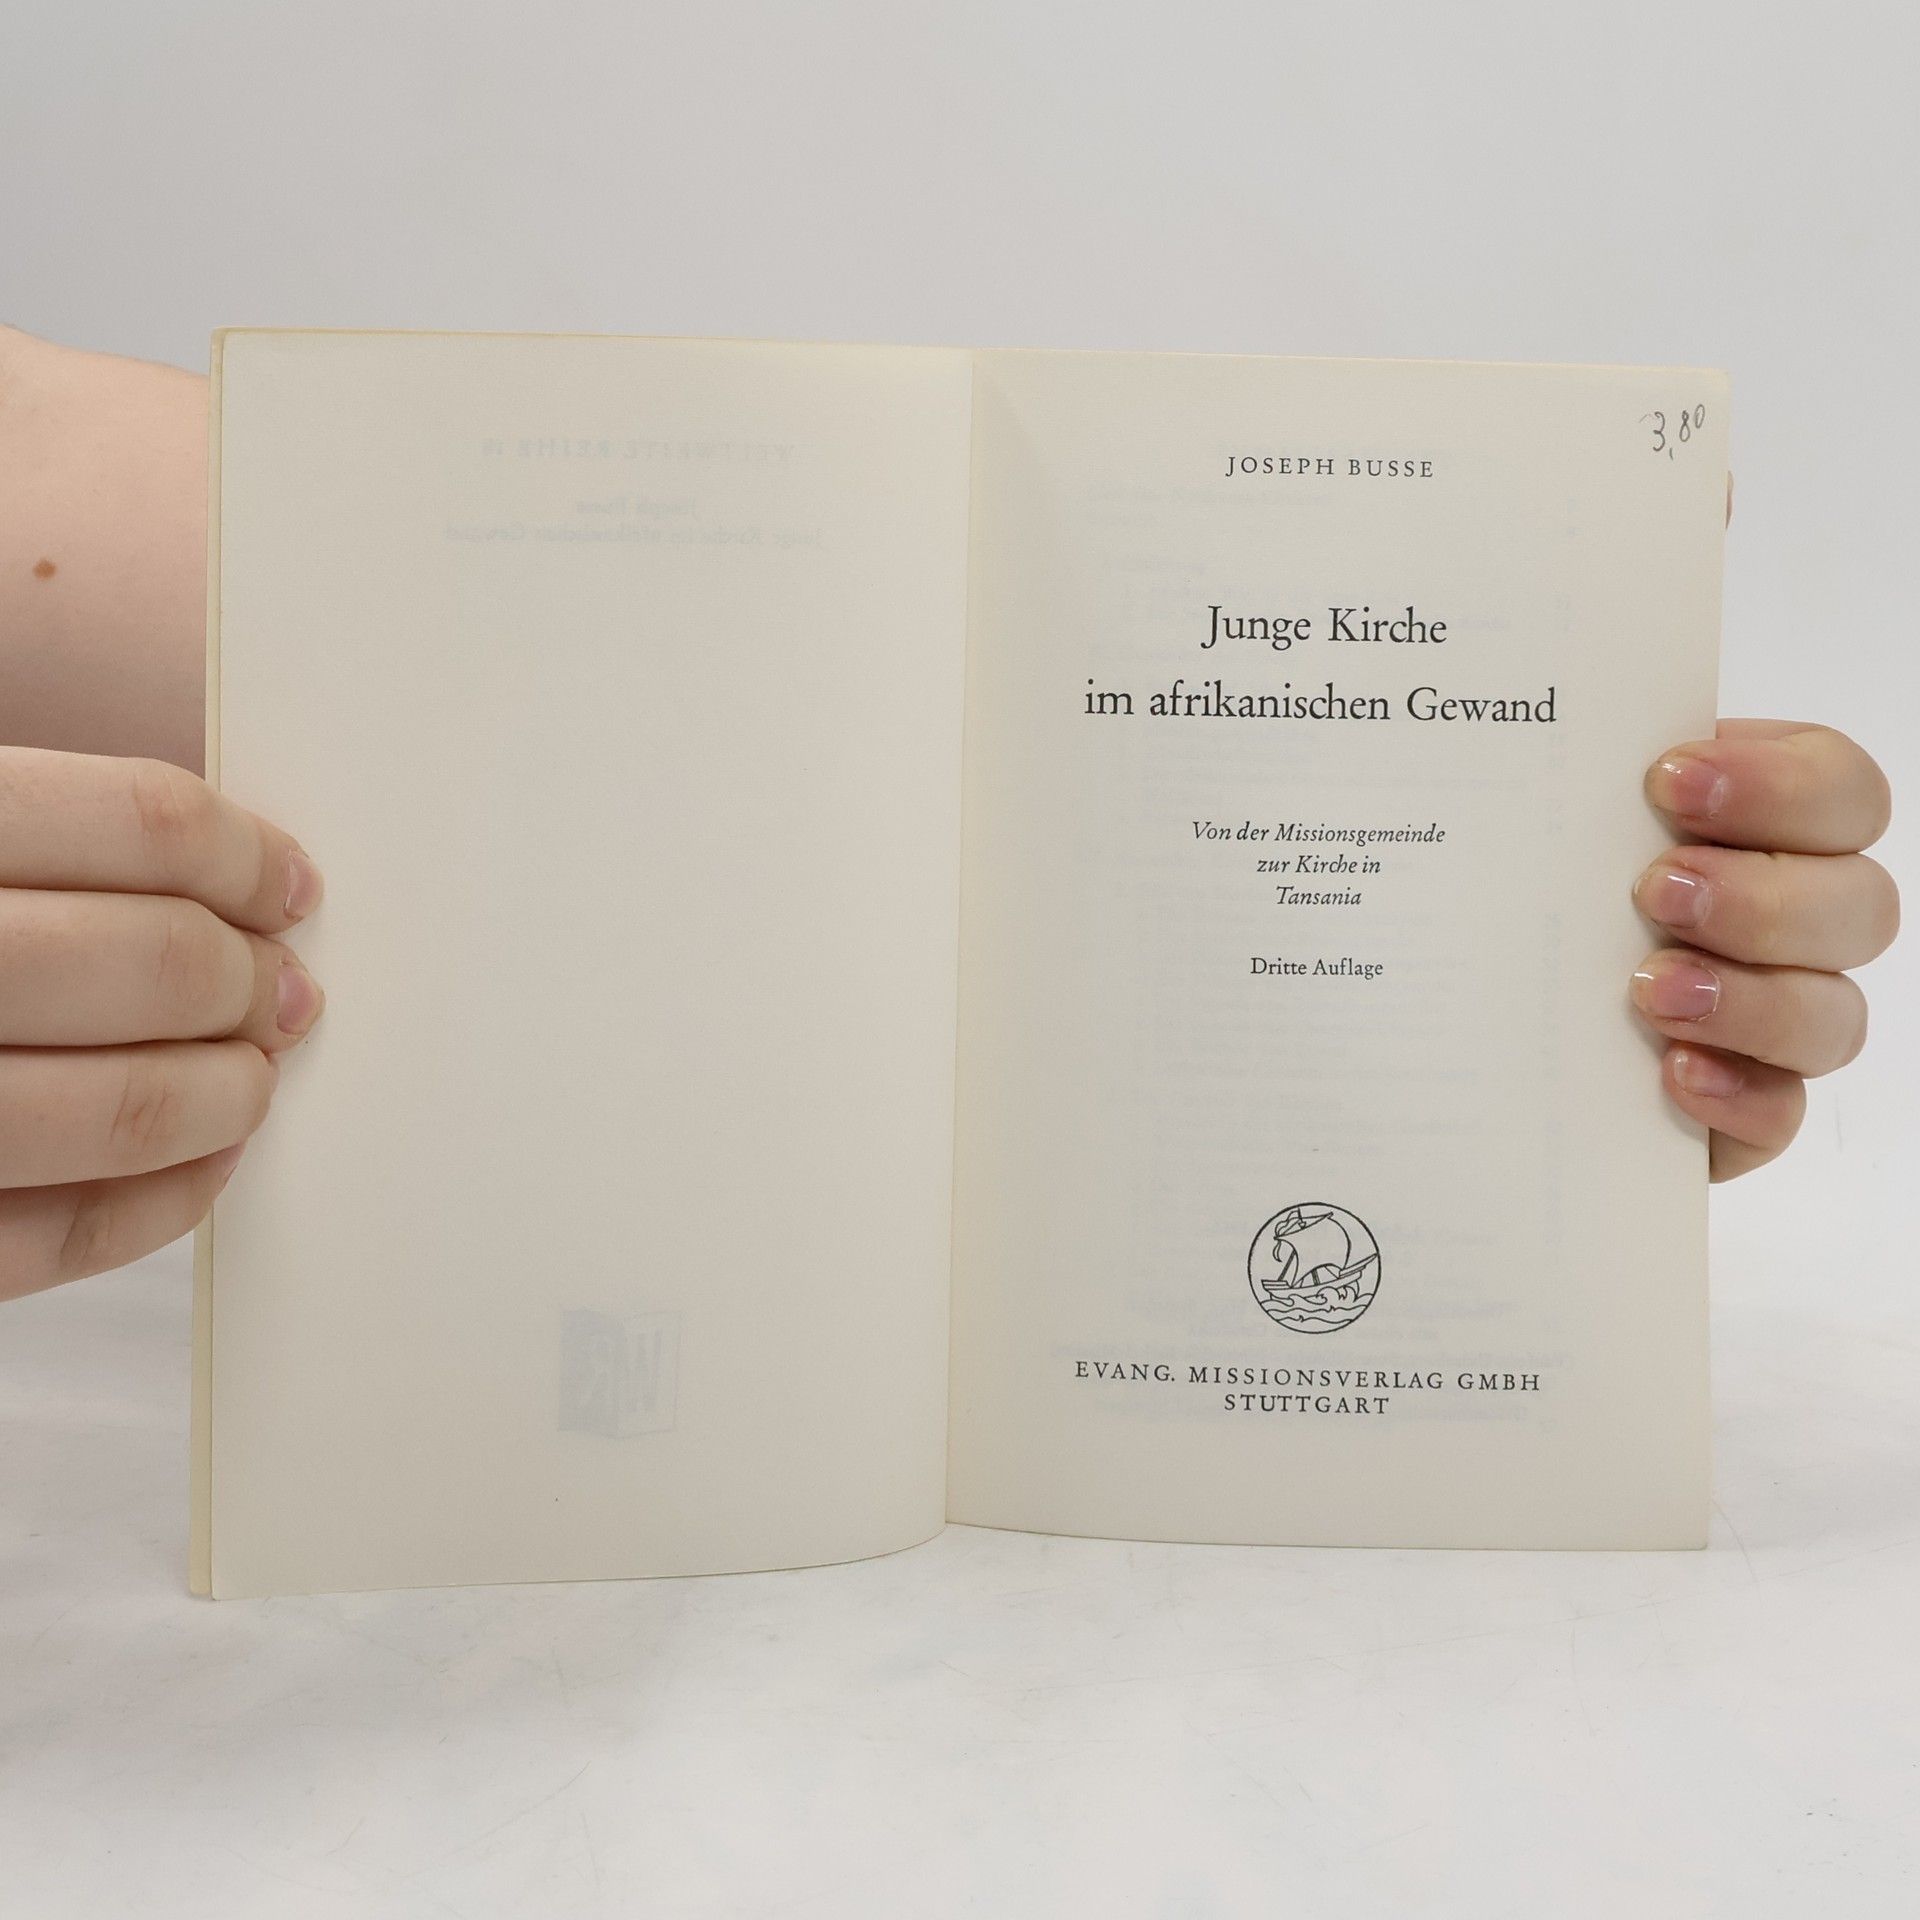 3,80
JOSEPH BUSSE
Junge Kirche
im afrikanischen Gewand
Von der Missionsgemeinde
zur Kirche in
Tansania
Dritte Auflage
EVANG. MISSIONSVERLAG GMBH
STUTTGART